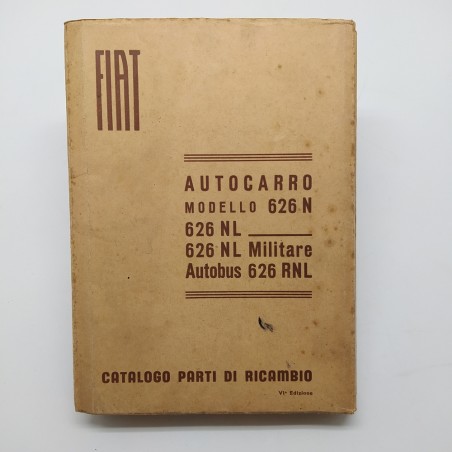 FIAT
AUTOCARRO
MODELLO 626 N
626 NL
626 NL Militare
Autobus 626 RNL
CATALOGO PARTI DI RICAMBIO
VIª Edizione